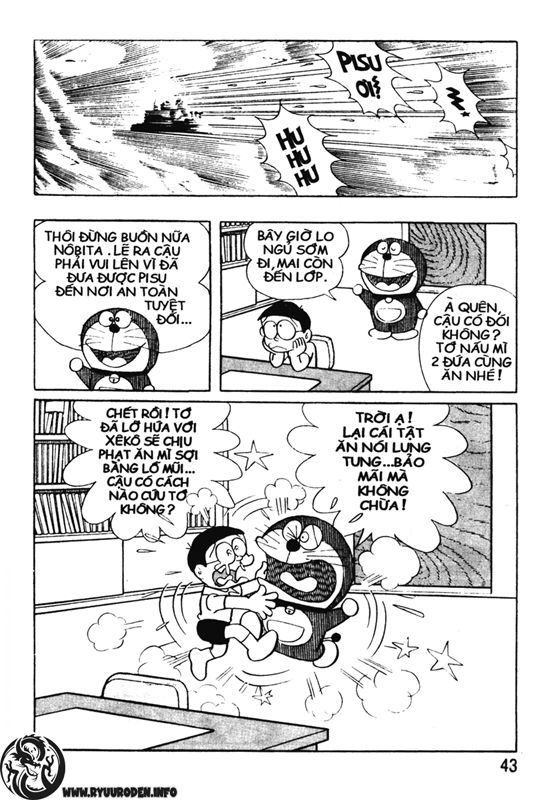 PISU
ƠI!
HU
HU
HU
THÔI ĐỪNG BUỒN NỮA
NÔBITA . LẼ RA CẬU
PHẢI VUI LÊN VÌ ĐÃ
ĐƯA ĐƯỢC PISU
ĐẾN NƠI AN TOÀN
TUYỆT
ĐỐI...
BÂY GIỜ LO
NGỦ SỚM
ĐI, MAI CÒN
ĐẾN LỚP.
À QUÊN,
CẬU CÓ ĐÓI
KHÔNG?
TỚ NẤU MÌ
2 ĐỨA CÙNG
ĂN NHÉ!
CHẾT RỒI! TỚ
ĐÃ LỠ HỨA VỚI
XÊKÔ SẼ CHỊU
PHẠT ĂN MÌ SỢI
BẰNG LỖ MŨI...
CẬU CÓ CÁCH
NÀO CỨU TỚ
KHÔNG?
TRỜI Ạ!
LẠI CÁI TẬT
ĂN NÓI LUNG
TUNG...BẢO
MÃI MÀ
KHÔNG
CHỪA!
43
WWW.RYUURODEN.INFO